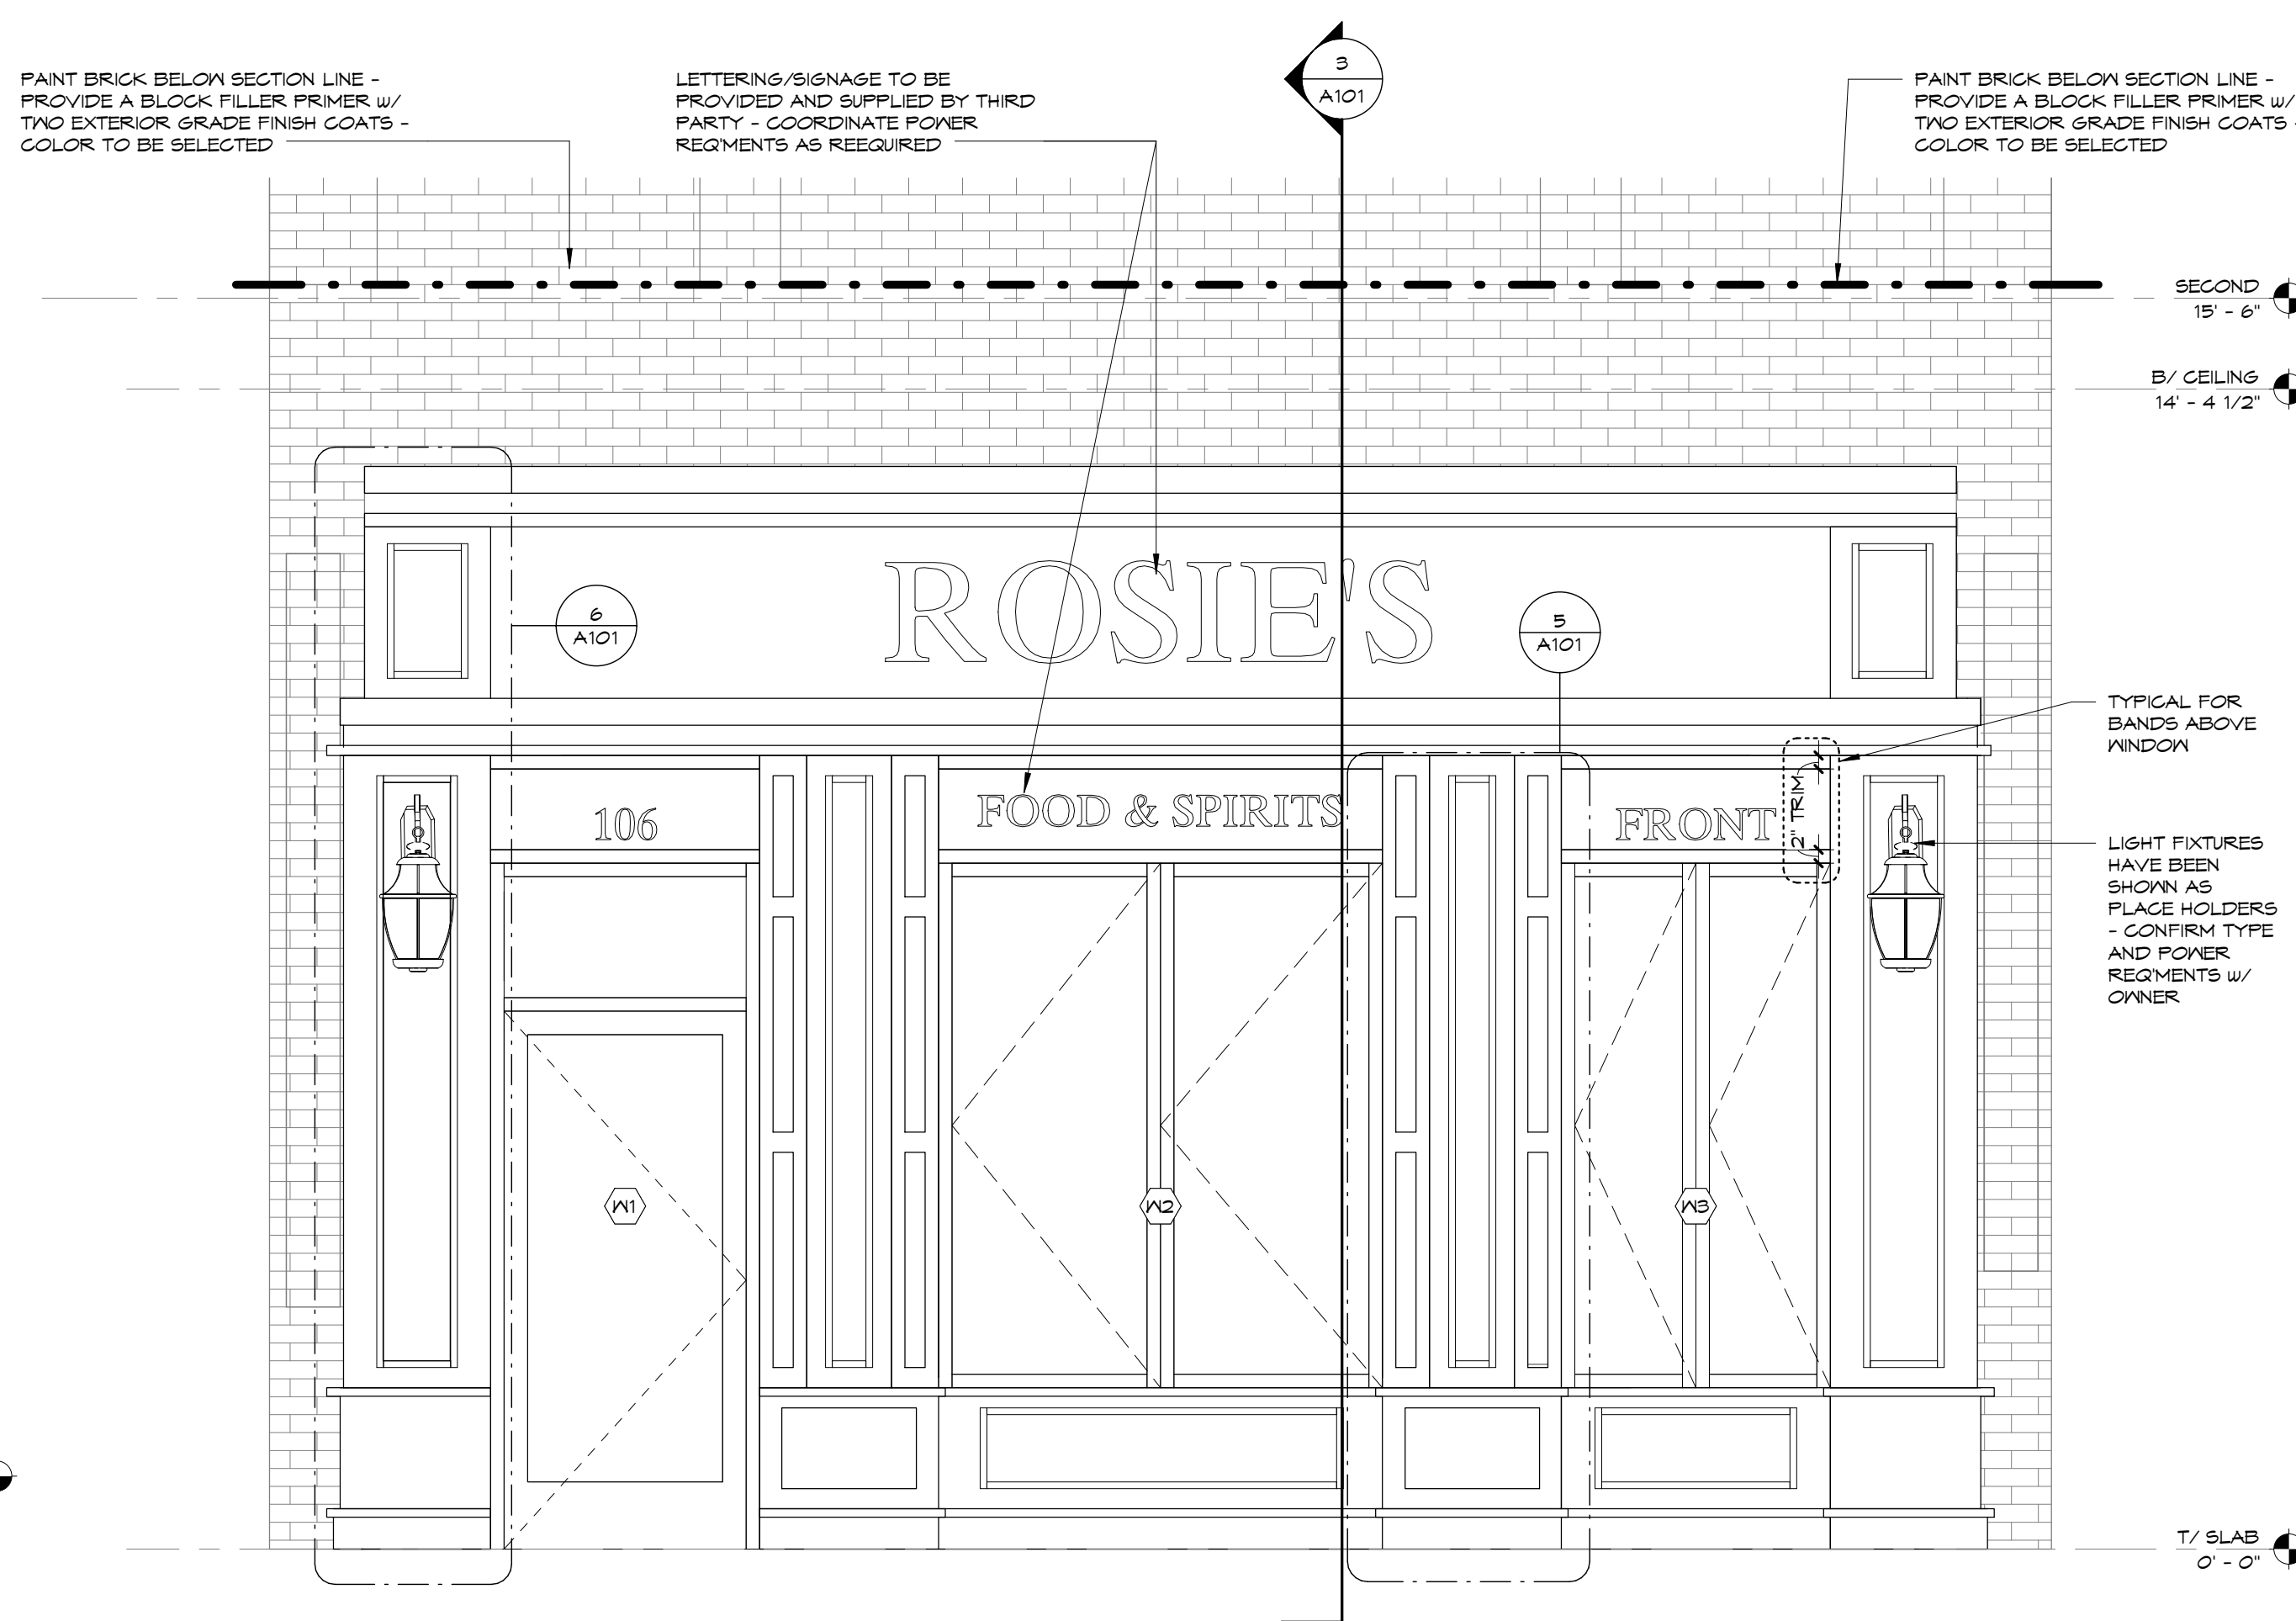 3
A101
PAINT BRICK BELOW SECTION LINE -
PROVIDE A BLOCK FILLER PRIMER w/
TWO EXTERIOR GRADE FINISH COATS -
COLOR TO BE SELECTED
LETTERING/SIGNAGE TO BE
PROVIDED AND SUPPLIED BY THIRD
PARTY - COORDINATE POWER
REQ'MENTS AS REEQUIRED
PAINT BRICK BELOW SECTION LINE -
PROVIDE A BLOCK FILLER PRIMER w/
TWO EXTERIOR GRADE FINISH COATS -
COLOR TO BE SELECTED
SECOND
15' - 6"
B/ CEILING
14' - 4 1/2"
ROSIE'S
6
A101
5
A101
TYPICAL FOR
BANDS ABOVE
WINDOW
106
FOOD & SPIRITS
FRONT
2" TRIM
LIGHT FIXTURES
HAVE BEEN
SHOWN AS
PLACE HOLDERS
- CONFIRM TYPE
AND POWER
REQ'MENTS w/
OWNER
W1
W2
W3
T/ SLAB
0' - 0"